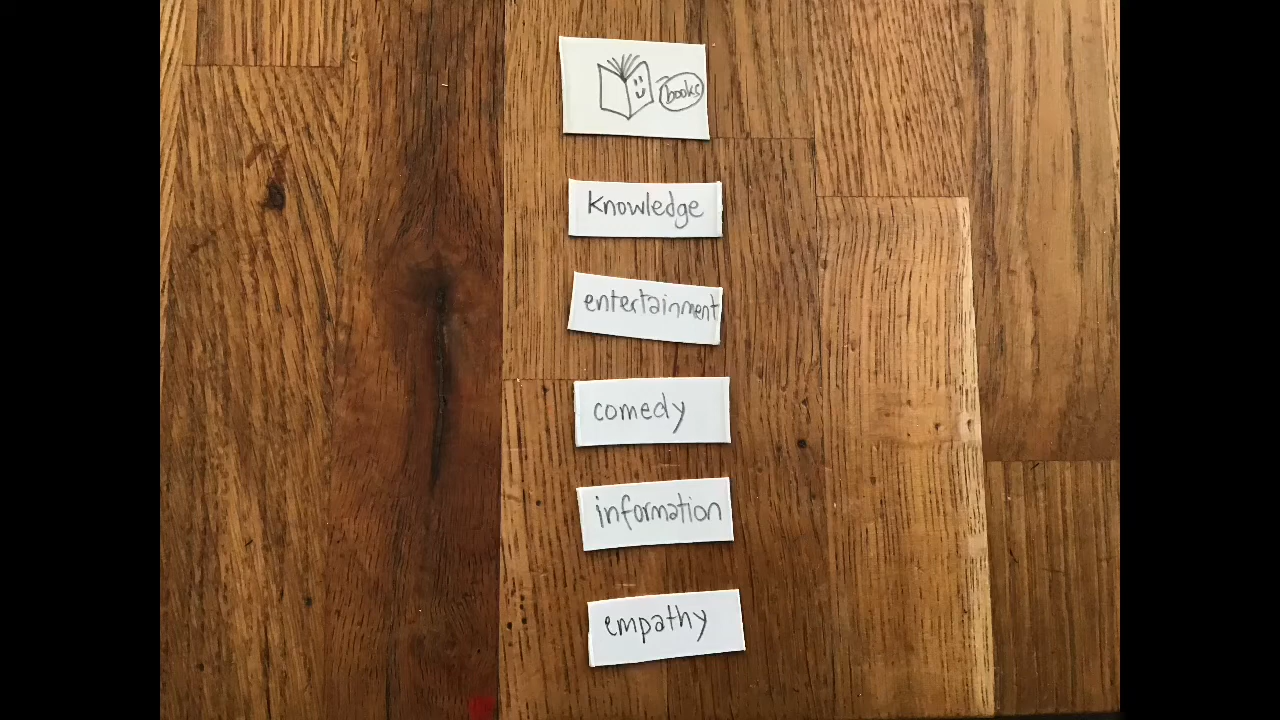 books
knowledge
entertainment
comedy
information
empathy